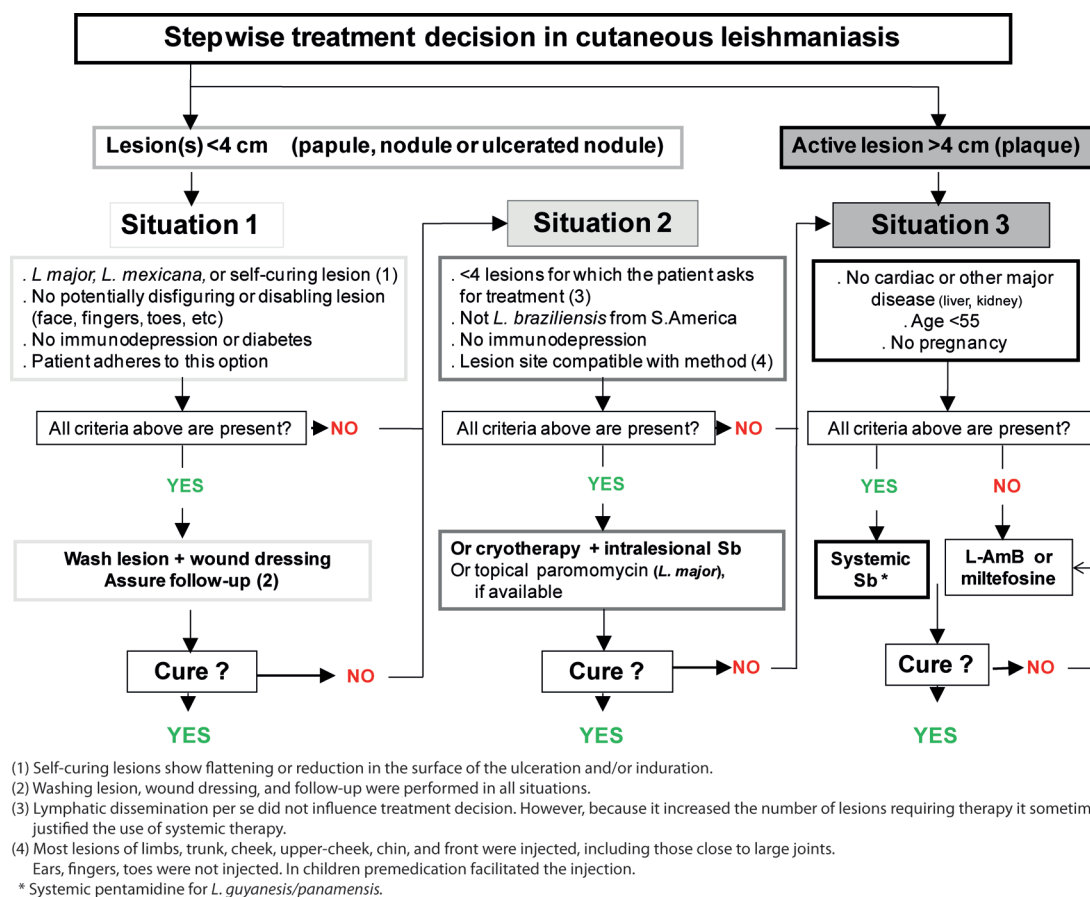 Stepwise treatment decision in cutaneous leishmaniasis
Lesion(s) <4 cm (papule, nodule or ulcerated nodule)
Active lesion >4 cm (plaque)
Situation 1
. L major, L. mexicana, or self-curing lesion (1)
. No potentially disfiguring or disabling lesion
(face, fingers, toes, etc)
. No immunodepression or diabetes
. Patient adheres to this option
All criteria above are present?
NO
YES
Wash lesion + wound dressing
Assure follow-up (2)
Cure ?
NO
YES
Situation 2
. <4 lesions for which the patient asks
for treatment (3)
. Not L. braziliensis from S.America
. No immunodepression
. Lesion site compatible with method (4)
All criteria above are present?
NO
YES
Or cryotherapy + intralesional Sb
Or topical paromomycin (L. major),
if available
Cure ?
NO
YES
Situation 3
. No cardiac or other major
disease (liver, kidney)
. Age <55
. No pregnancy
All criteria above are present?
YES
NO
Systemic
Sb *
L-AmB or
miltefosine
Cure ?
NO
YES
(1) Self-curing lesions show flattening or reduction in the surface of the ulceration and/or induration.
(2) Washing lesion, wound dressing, and follow-up were performed in all situations.
(3) Lymphatic dissemination per se did not influence treatment decision. However, because it increased the number of lesions requiring therapy it sometim
justified the use of systemic therapy.
(4) Most lesions of limbs, trunk, cheek, upper-cheek, chin, and front were injected, including those close to large joints.
Ears, fingers, toes were not injected. In children premedication facilitated the injection.
* Systemic pentamidine for L. guyanesis/panamensis.